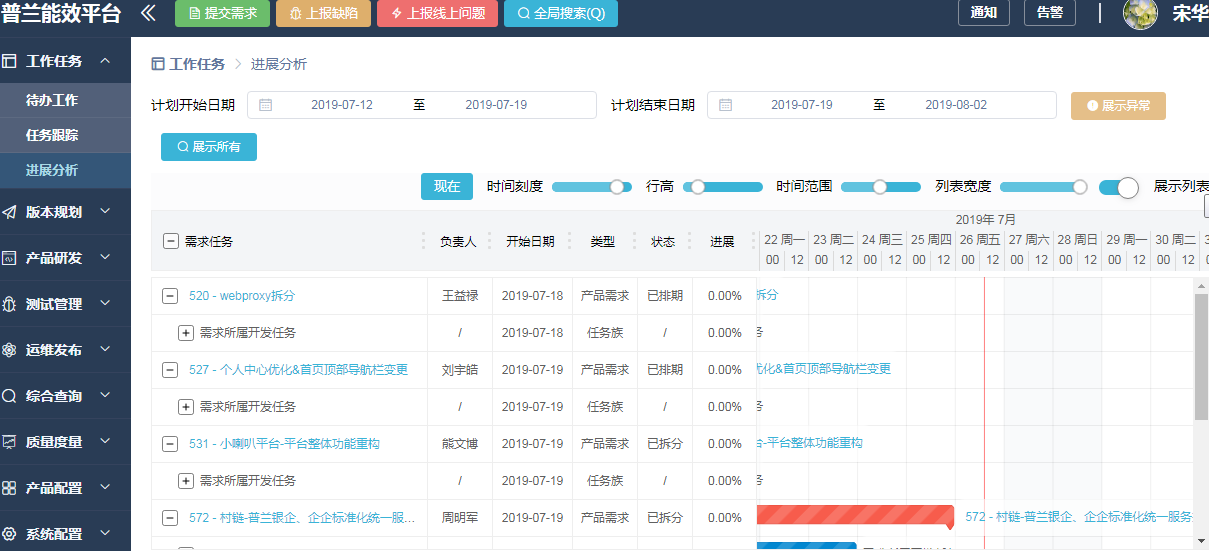 普兰能效平台
提交需求 上报缺陷 上报线上问题 全局搜索(Q) 通知 告警 宋华
工作任务
待办工作
任务跟踪
进展分析
版本规划
产品研发
测试管理
运维发布
综合查询
质量度量
产品配置
系统配置
工作任务 > 进展分析
计划开始日期 2019-07-12 至 2019-07-19 计划结束日期 2019-07-19 至 2019-08-02 展示异常
展示所有
现在 时间刻度 行高 时间范围 列表宽度 展示列表
2019年 7月
需求任务 负责人 开始日期 类型 状态 进展
22 周一 23 周二 24 周三 25 周四 26 周五 27 周六 28 周日 29 周一 30 周二
00 12 00 12 00 12 00 12 00 12 00 12 00 12 00 12 00 12
520 - webproxy拆分 王益禄 2019-07-18 产品需求 已排期 0.00% 拆分
需求所属开发任务 / 2019-07-18 任务族 / 0.00%
527 - 个人中心优化&首页顶部导航栏变更 刘宇皓 2019-07-19 产品需求 已排期 0.00% 优化&首页顶部导航栏变更
需求所属开发任务 / 2019-07-19 任务族 / 0.00%
531 - 小喇叭平台-平台整体功能重构 熊文博 2019-07-19 产品需求 已拆分 0.00% 台-平台整体功能重构
需求所属开发任务 / 2019-07-19 任务族 / 0.00%
572 - 村链-普兰银企、企企标准化统一服... 周明军 2019-07-19 产品需求 已拆分 0.00% 572 - 村链-普兰银企、企企标准化统一服务